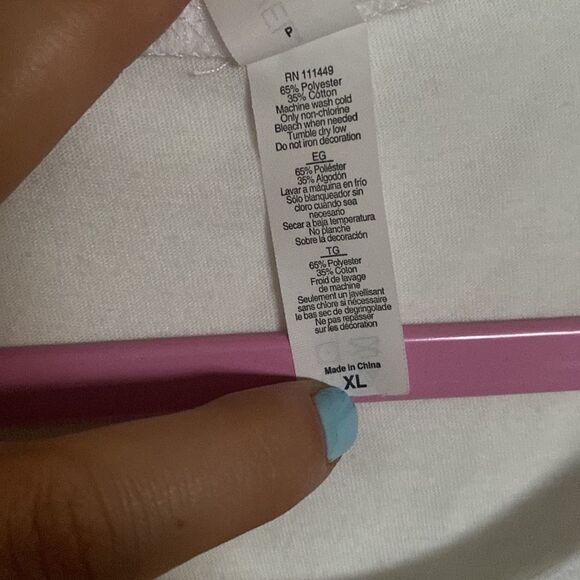 P
RN 111449
65% Polyester
35% Cotton
Machine wash cold
Only non-chlorine
Bleach when needed
Tumble dry low
Do not iron decoration
EG
65% Poliéster
35% Algodón
Lavar a máquina en frío
Sólo blanqueador sin
cloro cuando sea
necesario
Secar a baja temperatura
No planche
Sobre la decoración
TG
65% Polyester
35% Colon
Froid de lavage
de machine
Seulement un javellisant
sans chlore si nécessaire
le bas sec de degringolade
Ne pas repasser
sur les décoration
Made in China
XL